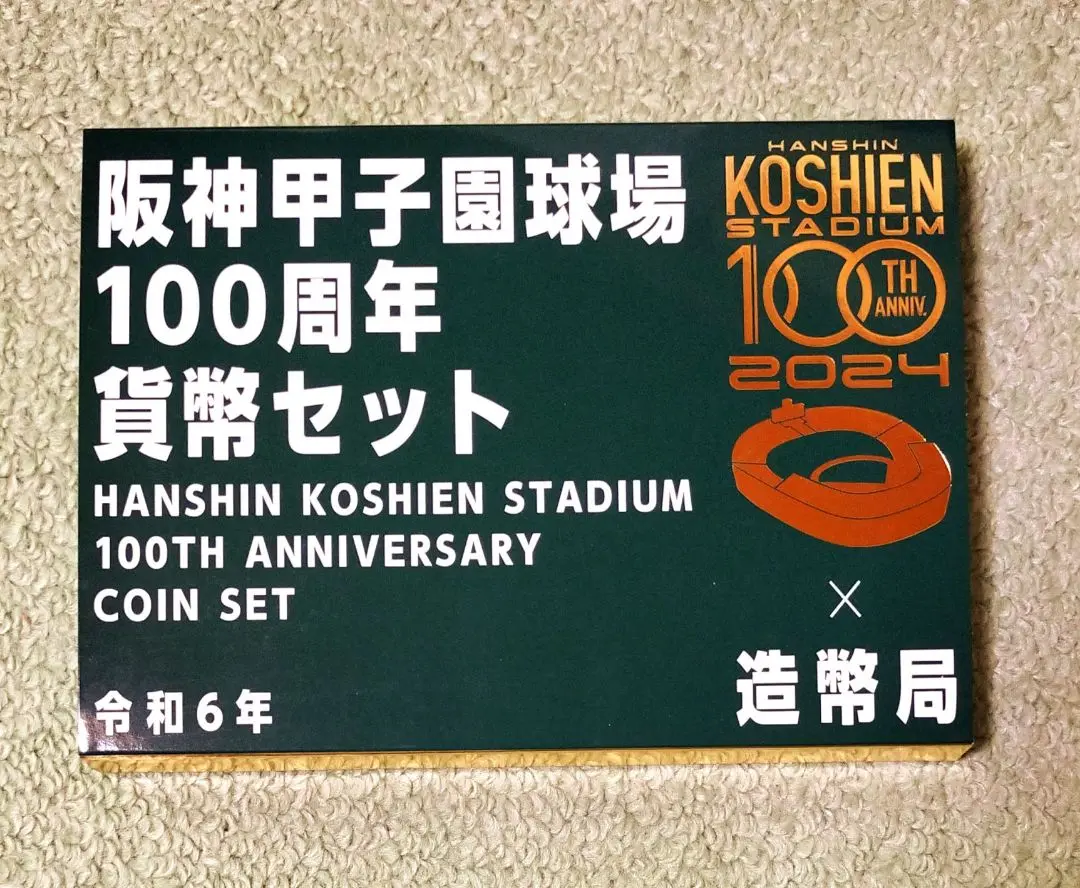 阪神甲子園球場
100周年
貨幣セット
HANSHIN KOSHIEN STADIUM
100TH ANNIVERSARY
COIN SET
令和6年
HANSHIN
KOSHIEN
STADIUM
100TH
ANNIV.
2024
×
造幣局